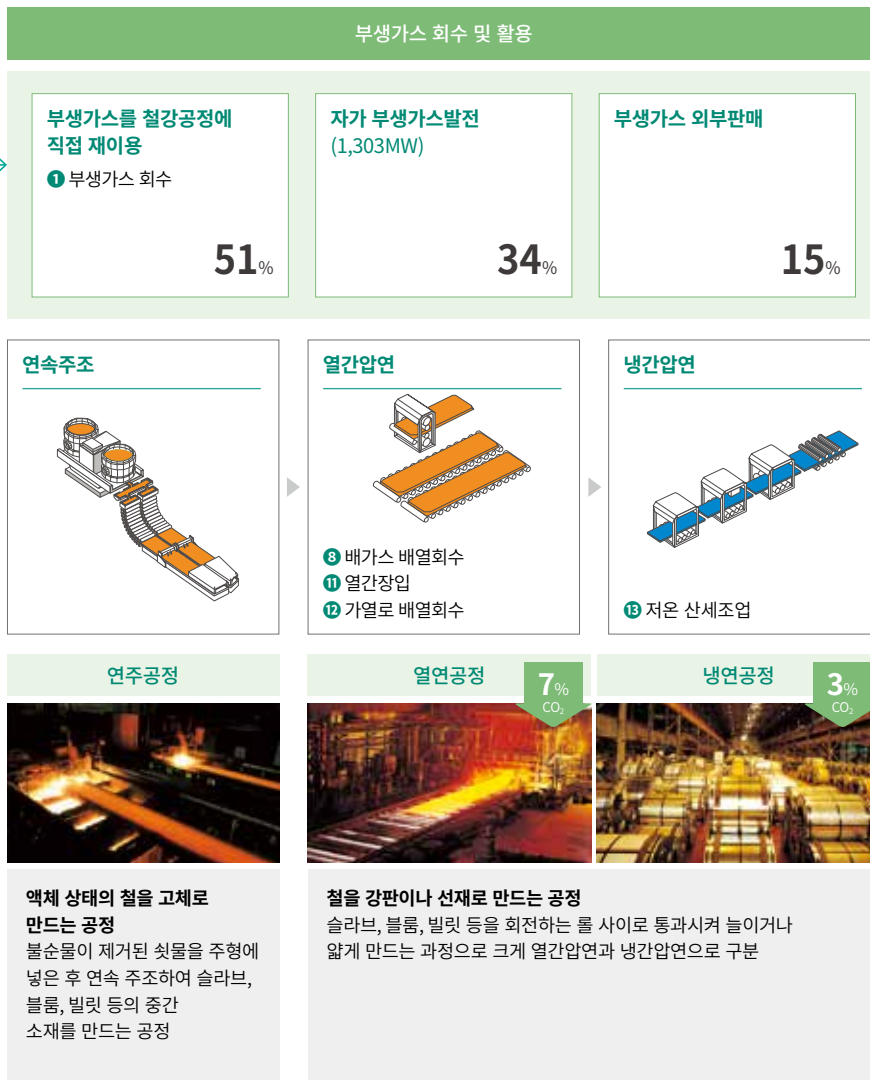 부생가스 회수 및 활용
부생가스를 철강공정에
직접 재이용
❶ 부생가스 회수
51%
자가 부생가스발전
(1,303MW)
34%
부생가스 외부판매
15%
연속주조
열간압연
❽ 배가스 배열회수
⓫ 열간장입
⓬ 가열로 배열회수
냉간압연
⓭ 저온 산세조업
연주공정
열연공정
7%
CO₂
냉연공정
3%
CO₂
액체 상태의 철을 고체로
만드는 공정
불순물이 제거된 쇳물을 주형에
넣은 후 연속 주조하여 슬라브,
블룸, 빌릿 등의 중간
소재를 만드는 공정
철을 강판이나 선재로 만드는 공정
슬라브, 블룸, 빌릿 등을 회전하는 롤 사이로 통과시켜 늘이거나
얇게 만드는 과정으로 크게 열간압연과 냉간압연으로 구분